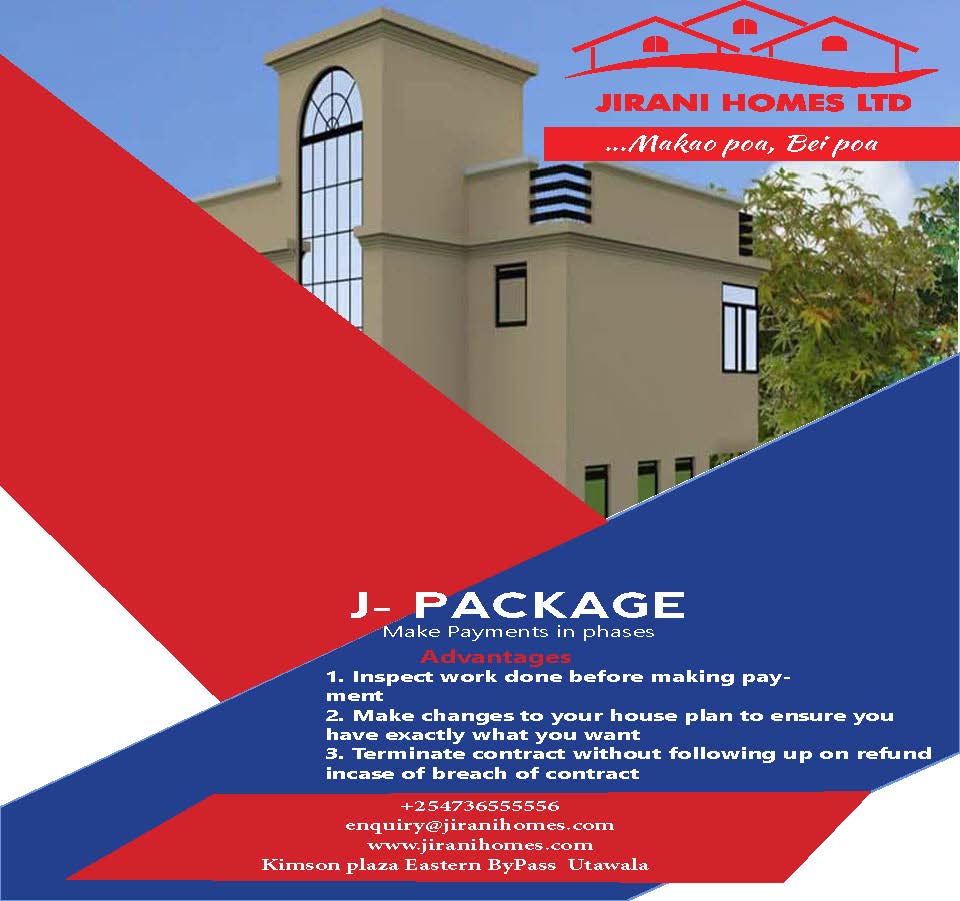 JIRANI HOMES LTD
...Makao poa, Bei poa
J- PACKAGE
Make Payments in phases
Advantages
1. Inspect work done before making pay-
ment
2. Make changes to your house plan to ensure you
have exactly what you want
3. Terminate contract without following up on refund
incase of breach of contract
+254736555556
enquiry@jiranihomes.com
www.jiranihomes.com
Kimson plaza Eastern ByPass Utawala